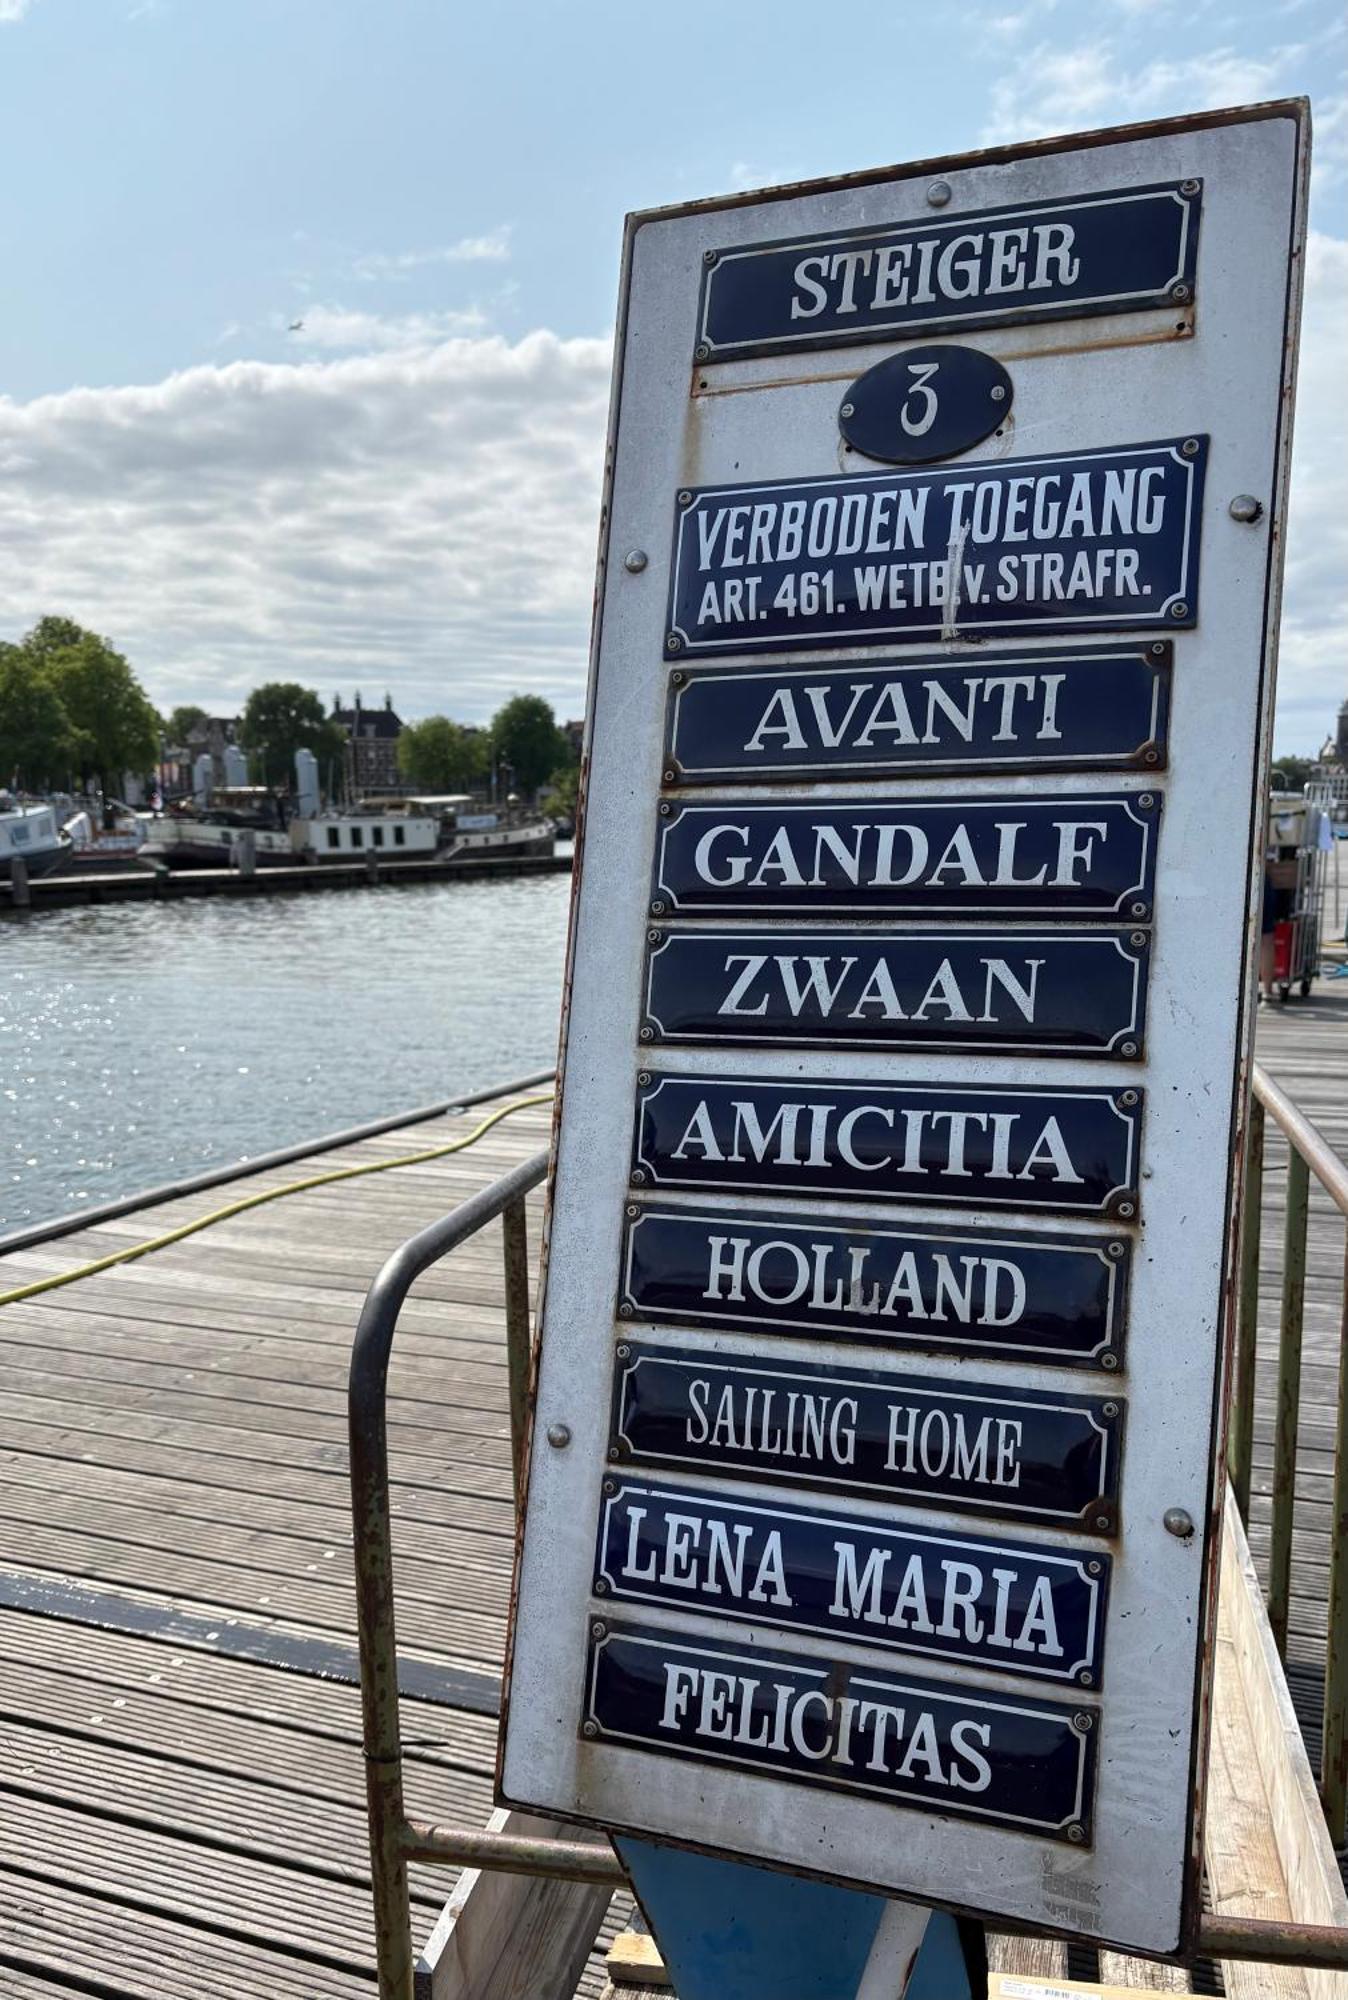 STEIGER
3
VERBODEN TOEGANG
ART. 461. WETB.v. STRAFR.
AVANTI
GANDALF
ZWAAN
AMICITIA
HOLLAND
SAILING HOME
LENA MARIA
FELICITAS